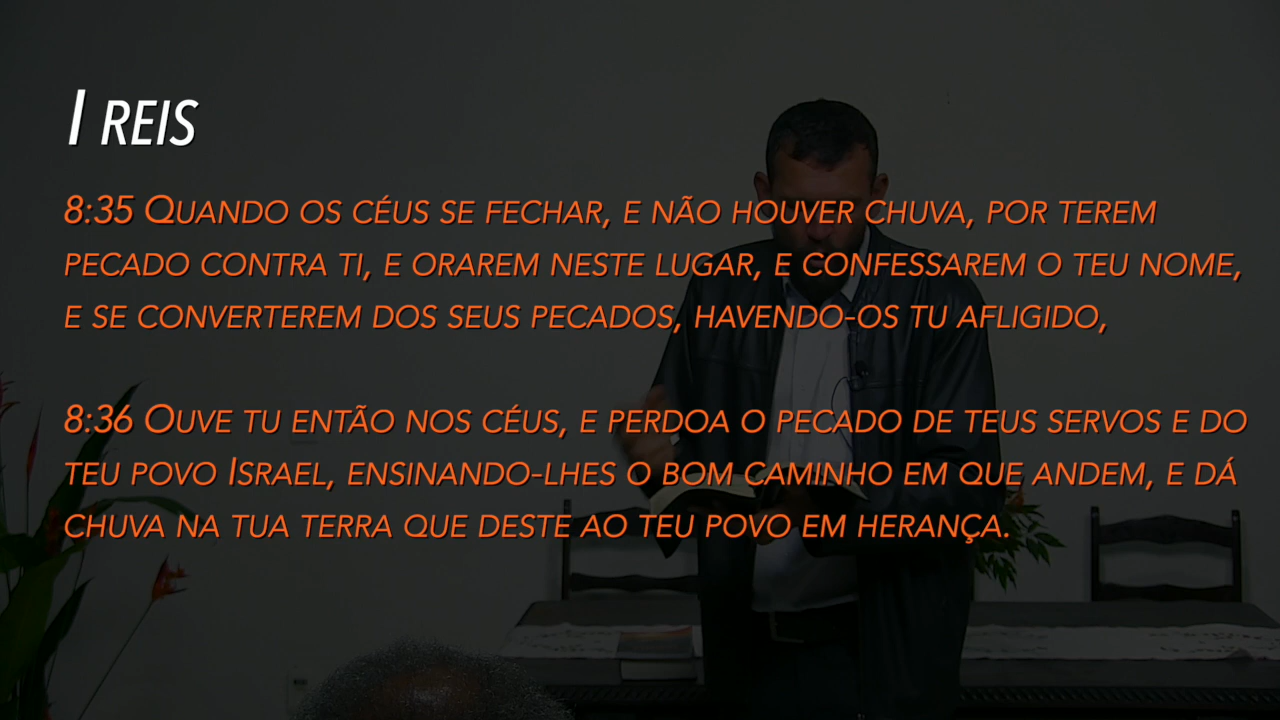 I REIS
8:35 QUANDO OS CÉUS SE FECHAR, E NÃO HOUVER CHUVA, POR TEREM
PECADO CONTRA TI, E ORAREM NESTE LUGAR, E CONFESSAREM O TEU NOME,
E SE CONVERTEREM DOS SEUS PECADOS, HAVENDO-OS TU AFLIGIDO,
8:36 OUVE TU ENTÃO NOS CÉUS, E PERDOA O PECADO DE TEUS SERVOS E DO
TEU POVO ISRAEL, ENSINANDO-LHES O BOM CAMINHO EM QUE ANDEM, E DÁ
CHUVA NA TUA TERRA QUE DESTE AO TEU POVO EM HERANÇA.